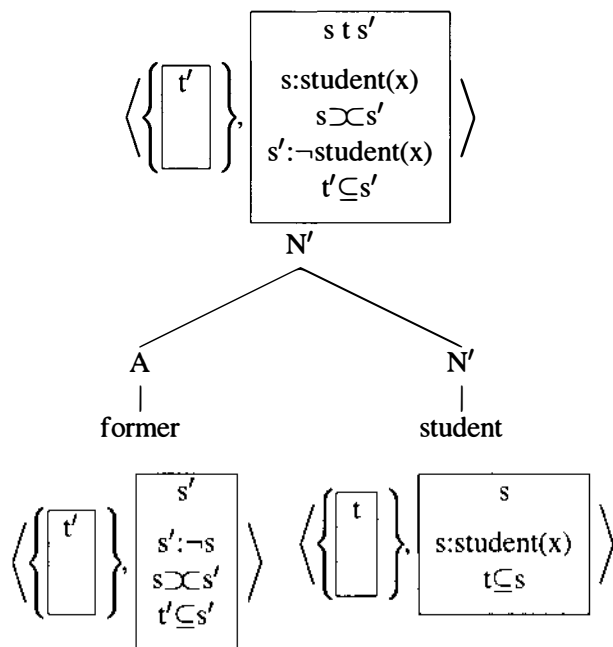 s t s′
⟨ { t′ }, s:student(x) ⟩
s⊃⊂s′
s′:¬student(x)
t′⊆s′
N′
A N′
former student
s′ s
⟨ { t′ }, s′:¬s ⟩ ⟨ { t }, s:student(x) ⟩
s⊃⊂s′ t⊆s
t′⊆s′